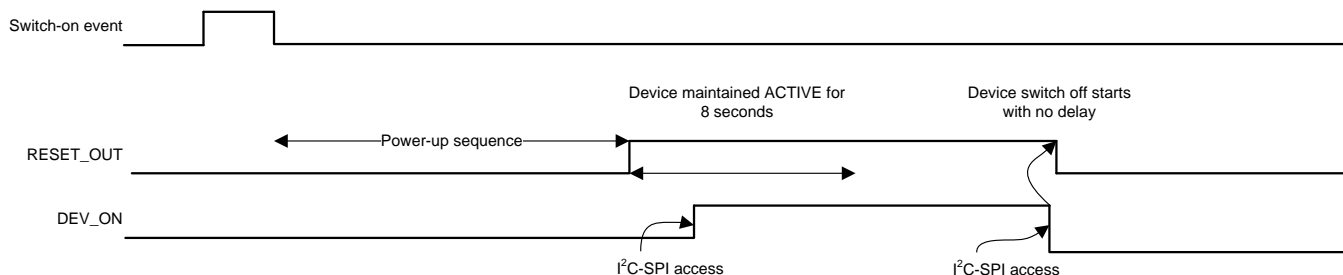 Switch-on event
Device maintained ACTIVE for
8 seconds
Device switch off starts
with no delay
Power-up sequence
RESET_OUT
DEV_ON
I²C-SPI access
I²C-SPI access